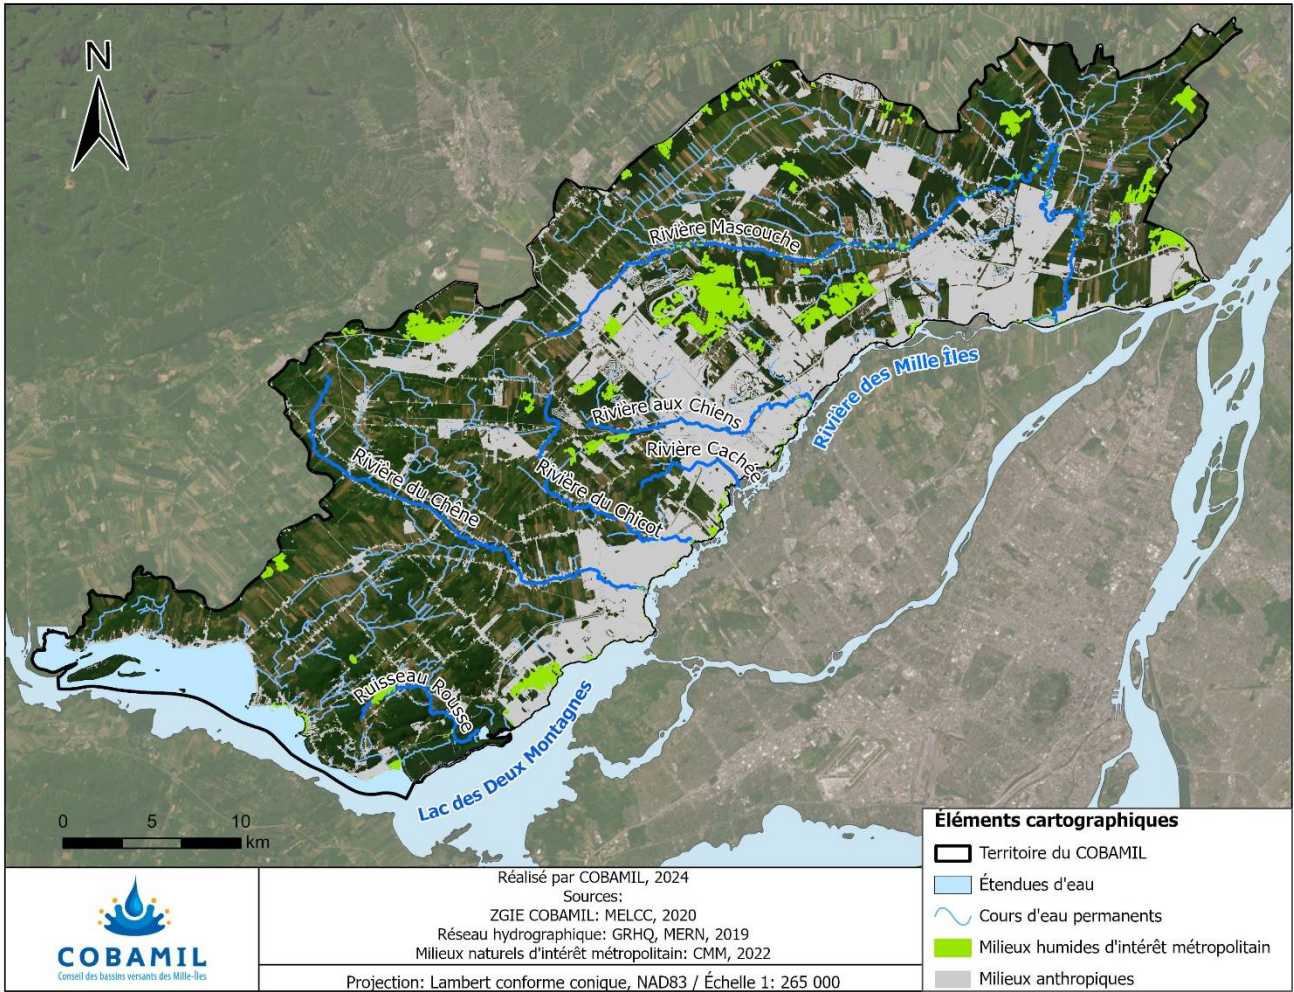 N
Rivière Mascouche
Rivière des Mille Îles
Rivière aux Chiens
Rivière Cachée
Rivière du Chicot
Rivière du Chêne
Ruisseau Rousse
Lac des Deux Montagnes
0 5 10
km
Éléments cartographiques
Territoire du COBAMIL
Étendues d'eau
Cours d'eau permanents
Milieux humides d'intérêt métropolitain
Milieux anthropiques
COBAMIL
Conseil des bassins versants des Mille-Îles
Réalisé par COBAMIL, 2024
Sources:
ZGIE COBAMIL: MELCC, 2020
Réseau hydrographique: GRHQ, MERN, 2019
Milieux naturels d'intérêt métropolitain: CMM, 2022
Projection: Lambert conforme conique, NAD83 / Échelle 1: 265 000